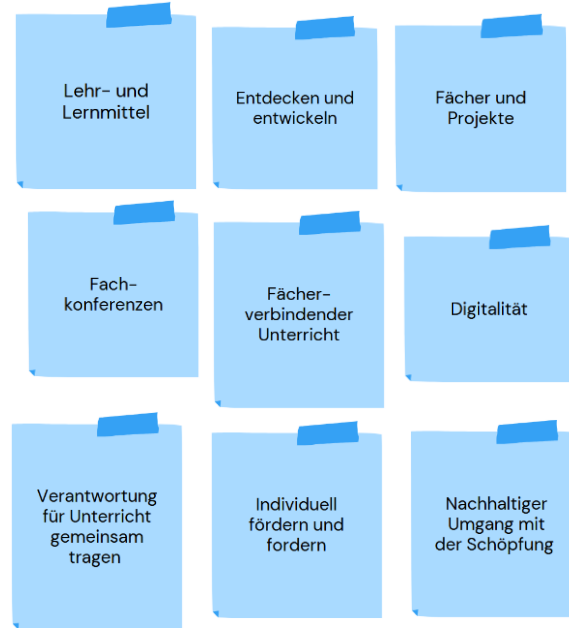 Lehr- und
Lernmittel
Entdecken und
entwickeln
Fächer und
Projekte
Fach-
konferenzen
Fächer-
verbindender
Unterricht
Digitalität
Verantwortung
für Unterricht
gemeinsam
tragen
Individuell
fördern und
fordern
Nachhaltiger
Umgang mit
der Schöpfung